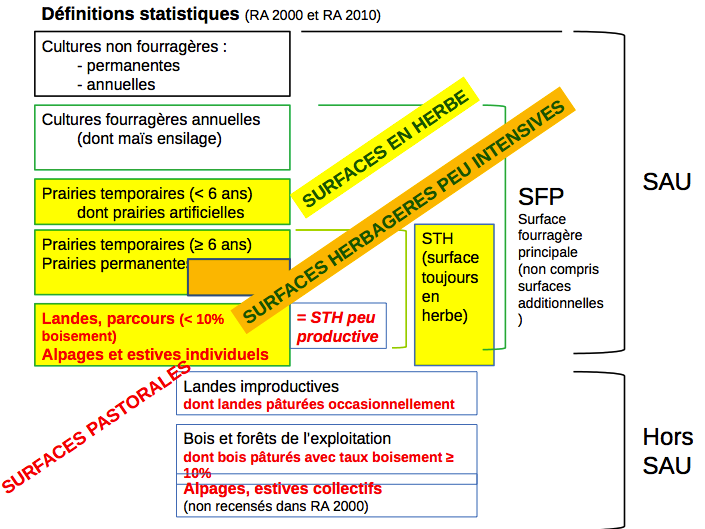 Définitions statistiques (RA 2000 et RA 2010)
Cultures non fourragères :
- permanentes
- annuelles
Cultures fourragères annuelles
(dont maïs ensilage)
Prairies temporaires (< 6 ans)
dont prairies artificielles
Prairies temporaires (≥ 6 ans)
Prairies permanentes
Landes, parcours (< 10%
boisement)
Alpages et estives individuels
= STH peu
productive
STH
(surface
toujours
en
herbe)
SURFACES EN HERBE
SURFACES HERBAGERES PEU INTENSIVES
SURFACES PASTORALES
SFP
Surface
fourragère
principale
(non compris
surfaces
additionnelles
)
SAU
Landes improductives
dont landes pâturées occasionnellement
Bois et forêts de l'exploitation
dont bois pâturés avec taux boisement ≥
10%
Alpages, estives collectifs
(non recensés dans RA 2000)
Hors
SAU